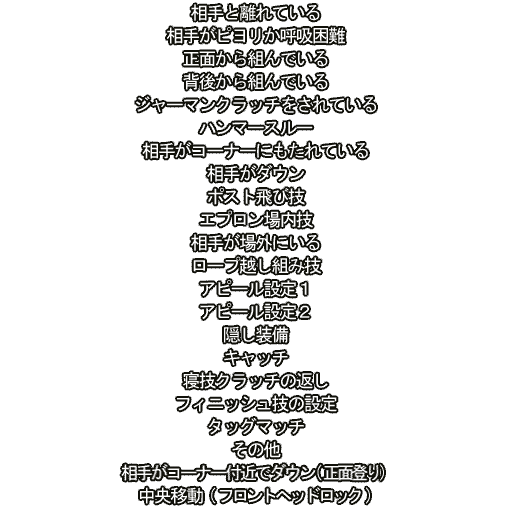 相手と離れている
相手がピヨリか呼吸困難
正面から組んでいる
背後から組んでいる
ジャーマンクラッチをされている
ハンマースルー
相手がコーナーにもたれている
相手がダウン
ポスト飛び技
エプロン場内技
相手が場外にいる
ロープ越し組み技
アピール設定１
アピール設定２
隠し装備
キャッチ
寝技クラッチの返し
フィニッシュ技の設定
タッグマッチ
その他
相手がコーナー付近でダウン(正面登り)
中央移動（フロントヘッドロック）